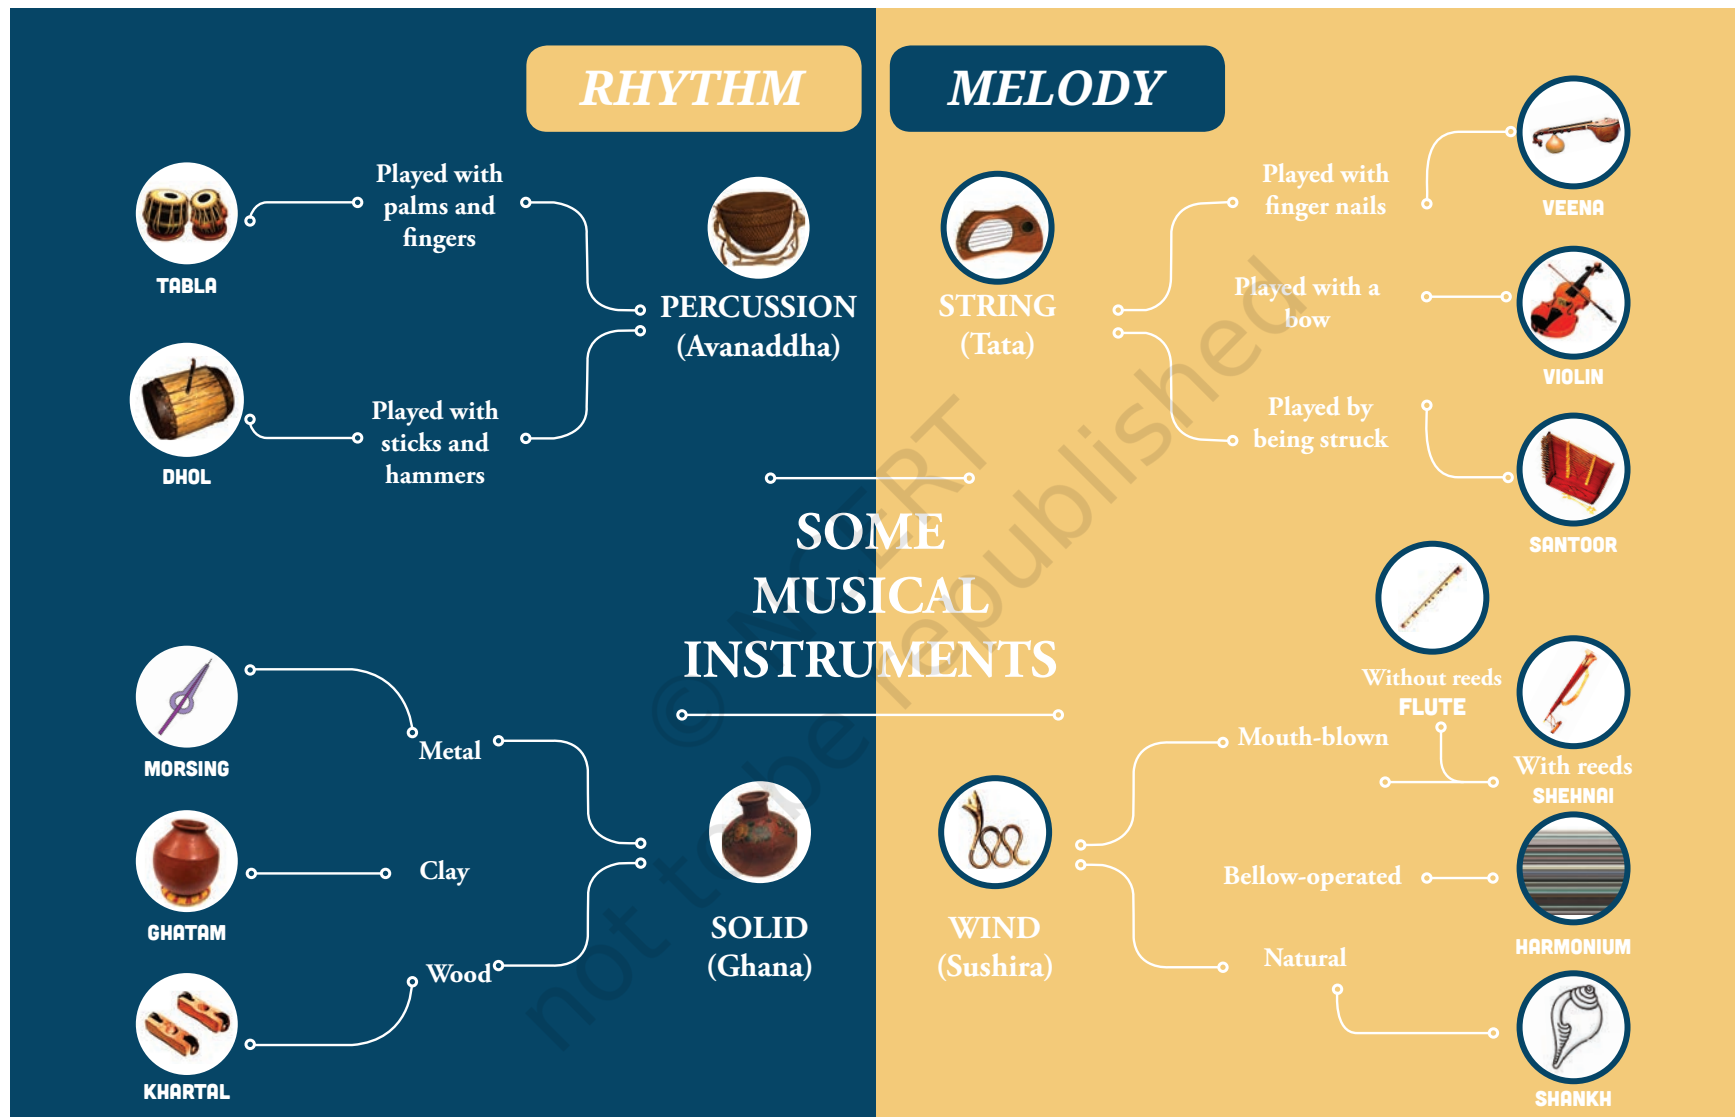 RHYTHM
MELODY
Played with
palms and
fingers
TABLA
PERCUSSION
(Avanaddha)
Played with
sticks and
hammers
DHOL
STRING
(Tata)
Played with
finger nails
VEENA
Played with a
bow
VIOLIN
Played by
being struck
SANTOOR
SOME
MUSICAL
INSTRUMENTS
MORSING
Metal
GHATAM
Clay
KHARTAL
Wood
SOLID
(Ghana)
WIND
(Sushira)
Mouth-blown
Without reeds
FLUTE
With reeds
SHEHNAI
Bellow-operated
HARMONIUM
Natural
SHANKH
© NCERT
not to be republished